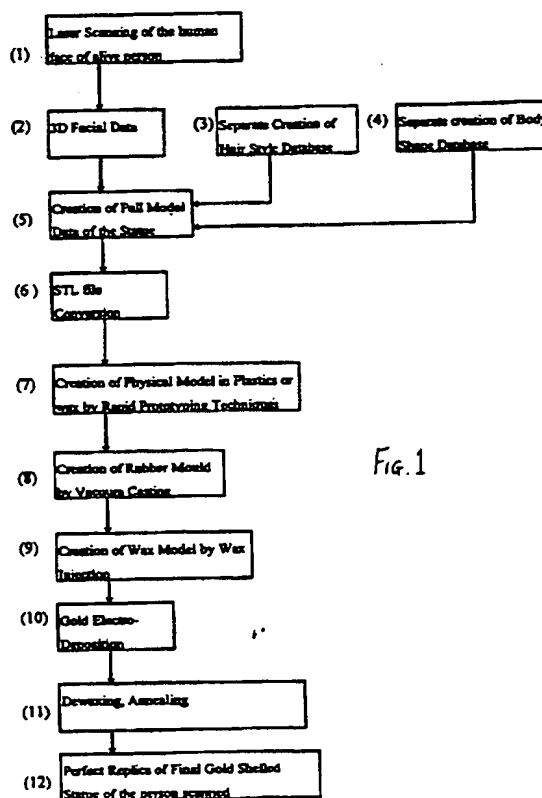 (1) Laser Scanning of the human
face of alive person
(2) 3D Facial Data
(3) Separate Creation of
Hair Style Database
(4) Separate creation of Body
Shape Database
(5) Creation of Full Model
Data of the Statue
(6) STL file
Conversion
(7) Creation of Physical Model in Plastics or
wax by Rapid Prototyping Techniques
(8) Creation of Rubber Mould
by Vacuum Casting
(9) Creation of Wax Model by Wax
Injection
(10) Gold Electro-
Deposition
(11) Dewaxing, Annealing
(12) Perfect Replics of Final Gold Shelled
Statue of the person scanned
FIG. 1